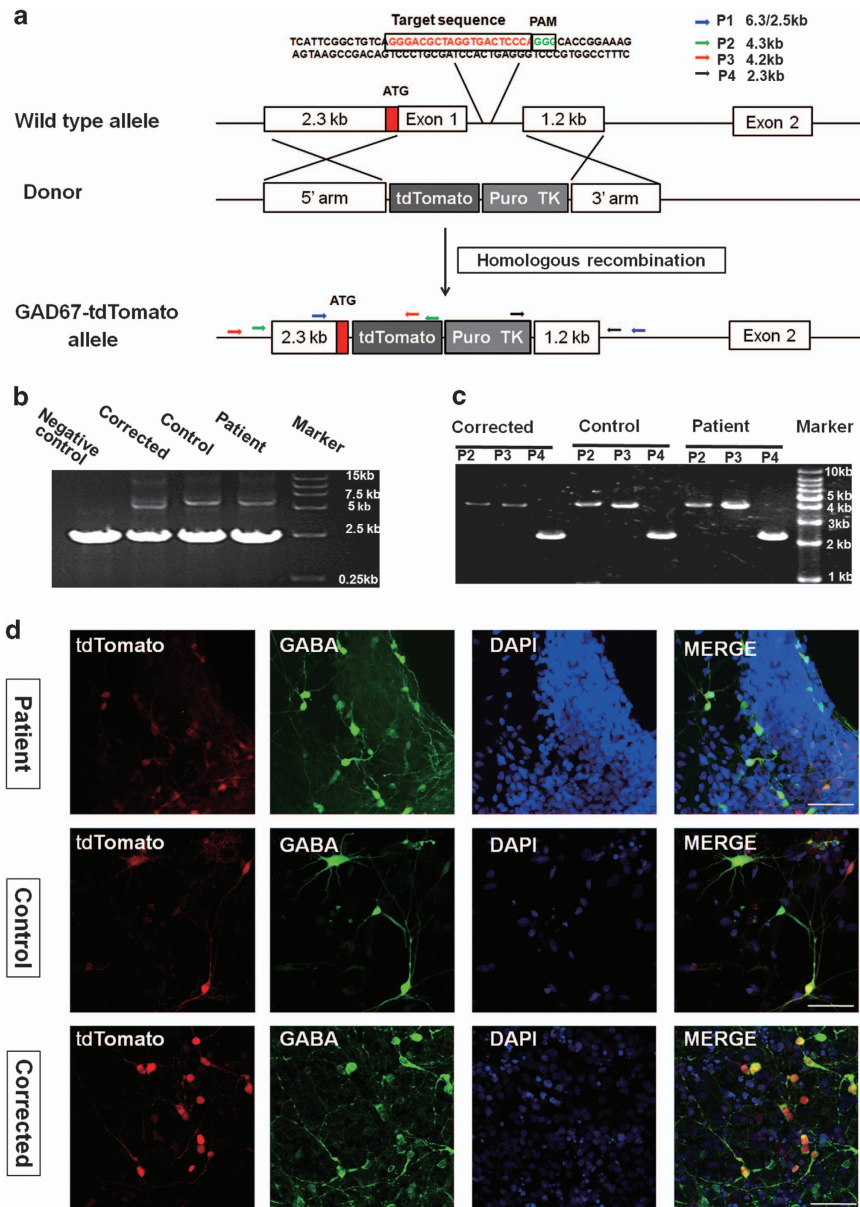 a
Target sequence PAM
TCATTCGGCTGTCAGGGACGCTAGGTGACTCCCAGGGCACCGGAAAG
AGTAAGCCGACAGTCCCTGCGATCCACTGAGGGTCCCGTGGCCTTTC
P1 6.3/2.5kb
P2 4.3kb
P3 4.2kb
P4 2.3kb
ATG
Wild type allele 2.3 kb Exon 1 1.2 kb Exon 2
Donor 5' arm tdTomato Puro TK 3' arm
Homologous recombination
GAD67-tdTomato
allele
ATG
2.3 kb tdTomato Puro TK 1.2 kb Exon 2
b
Negative
control
Corrected
Control
Patient
Marker
15kb
7.5 kb
5 kb
2.5 kb
0.25kb
c
Corrected Control Patient Marker
P2 P3 P4 P2 P3 P4 P2 P3 P4
10kb
5 kb
4 kb
3kb
2 kb
1 kb
d
Patient
tdTomato GABA DAPI MERGE
Control
tdTomato GABA DAPI MERGE
Corrected
tdTomato GABA DAPI MERGE